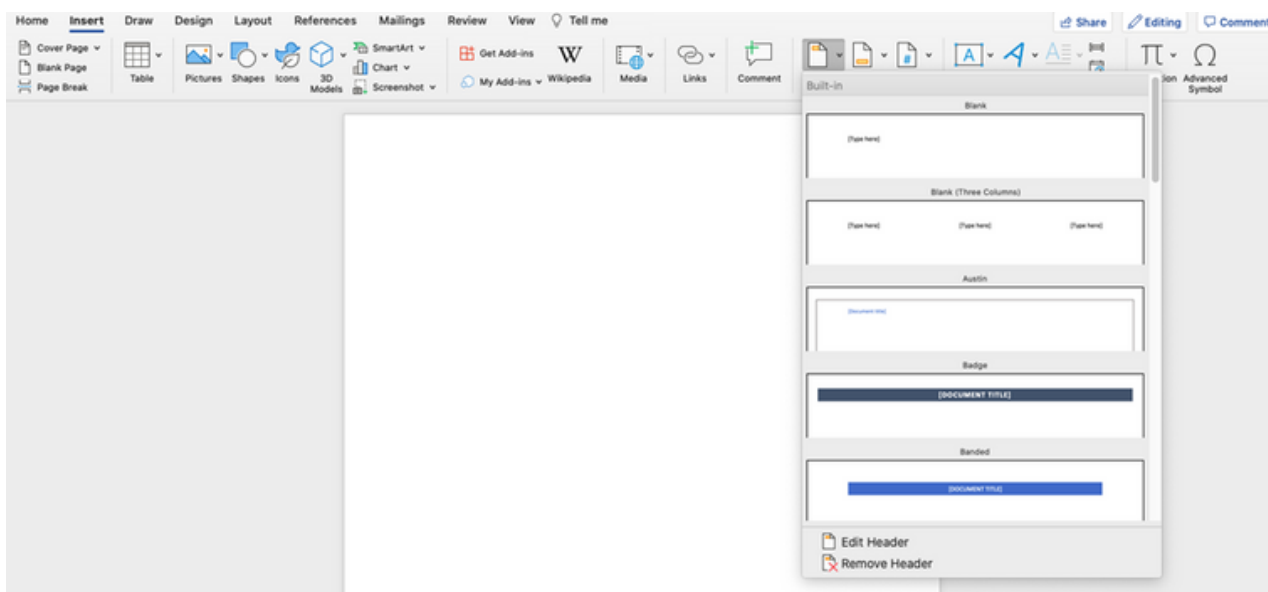 Home Insert Draw Design Layout References Mailings Review View Tell me Share Editing Comment
Cover Page
Blank Page
Page Break
Table
Pictures
Shapes
Icons
3D
Models
SmartArt
Chart
Screenshot
Get Add-ins
My Add-ins
W
Wikipedia
Media
Links
Comment
#
A
A
A
π
Ω
ion
Advanced
Symbol
Built-in
Blank
[Type here]
Blank (Three Columns)
[Type here] [Type here] [Type here]
Austin
[Document title]
Badge
[DOCUMENT TITLE]
Banded
[DOCUMENT TITLE]
Edit Header
Remove Header